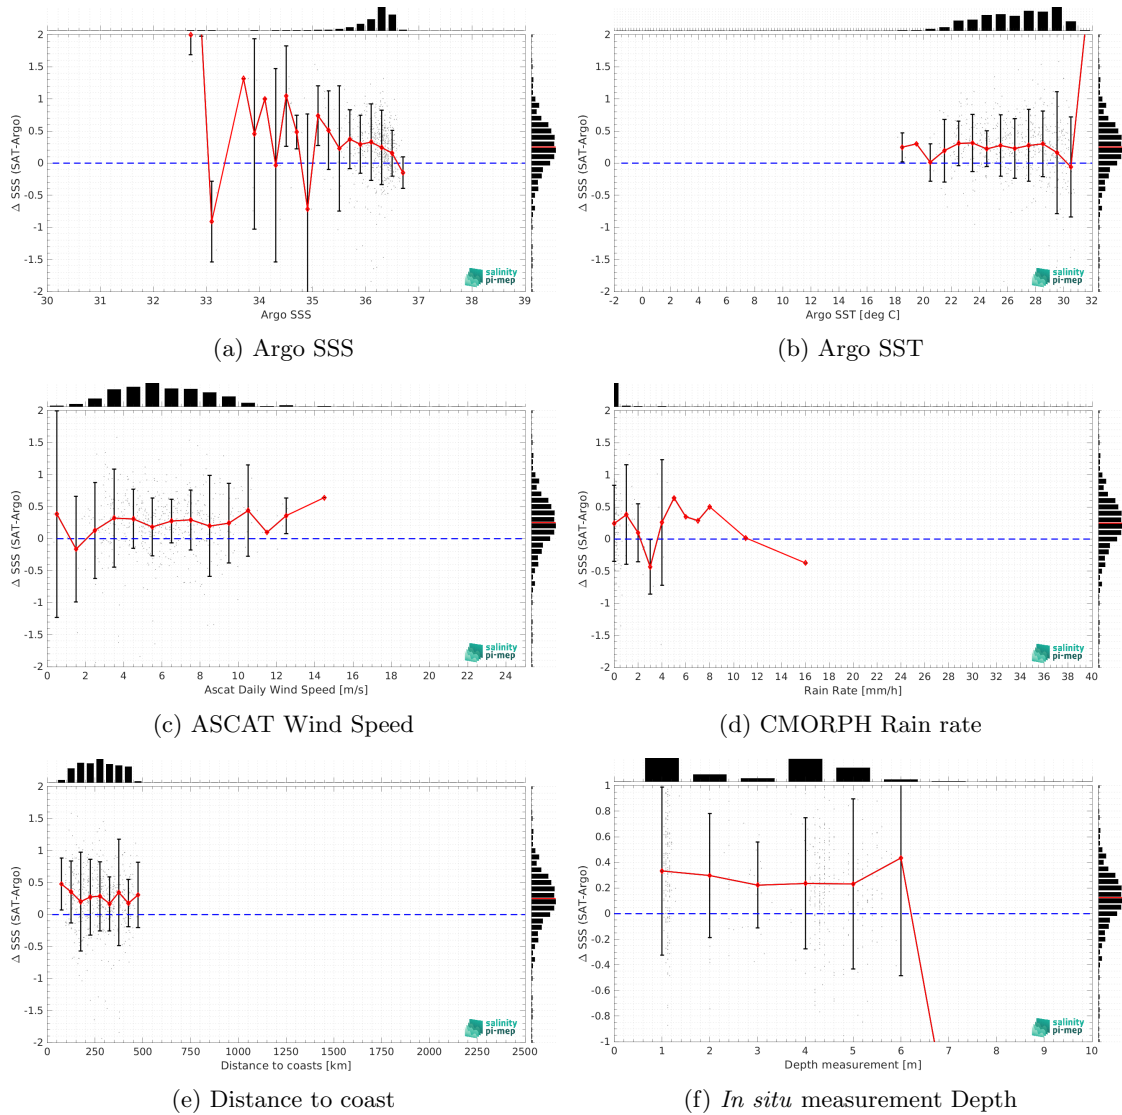 2
1.5
1
0.5
0
-0.5
-1
-1.5
-2
Δ SSS (SAT-Argo)
30 31 32 33 34 35 36 37 38 39
Argo SSS
salinity
pi-mep
(a) Argo SSS
2
1.5
1
0.5
0
-0.5
-1
-1.5
-2
Δ SSS (SAT-Argo)
-2 0 2 4 6 8 10 12 14 16 18 20 22 24 26 28 30 32
Argo SST [deg C]
salinity
pi-mep
(b) Argo SST
2
1.5
1
0.5
0
-0.5
-1
-1.5
-2
Δ SSS (SAT-Argo)
0 2 4 6 8 10 12 14 16 18 20 22 24
Ascat Daily Wind Speed [m/s]
salinity
pi-mep
(c) ASCAT Wind Speed
2
1.5
1
0.5
0
-0.5
-1
-1.5
-2
Δ SSS (SAT-Argo)
0 2 4 6 8 10 12 14 16 18 20 22 24 26 28 30 32 34 36 38 40
Rain Rate [mm/h]
salinity
pi-mep
(d) CMORPH Rain rate
2
1.5
1
0.5
0
-0.5
-1
-1.5
-2
Δ SSS (SAT-Argo)
0 250 500 750 1000 1250 1500 1750 2000 2250 2500
Distance to coasts [km]
salinity
pi-mep
(e) Distance to coast
1
0.8
0.6
0.4
0.2
0
-0.2
-0.4
-0.6
-0.8
-1
Δ SSS (SAT-Argo)
0 1 2 3 4 5 6 7 8 9 10
Depth measurement [m]
salinity
pi-mep
(f) In situ measurement Depth